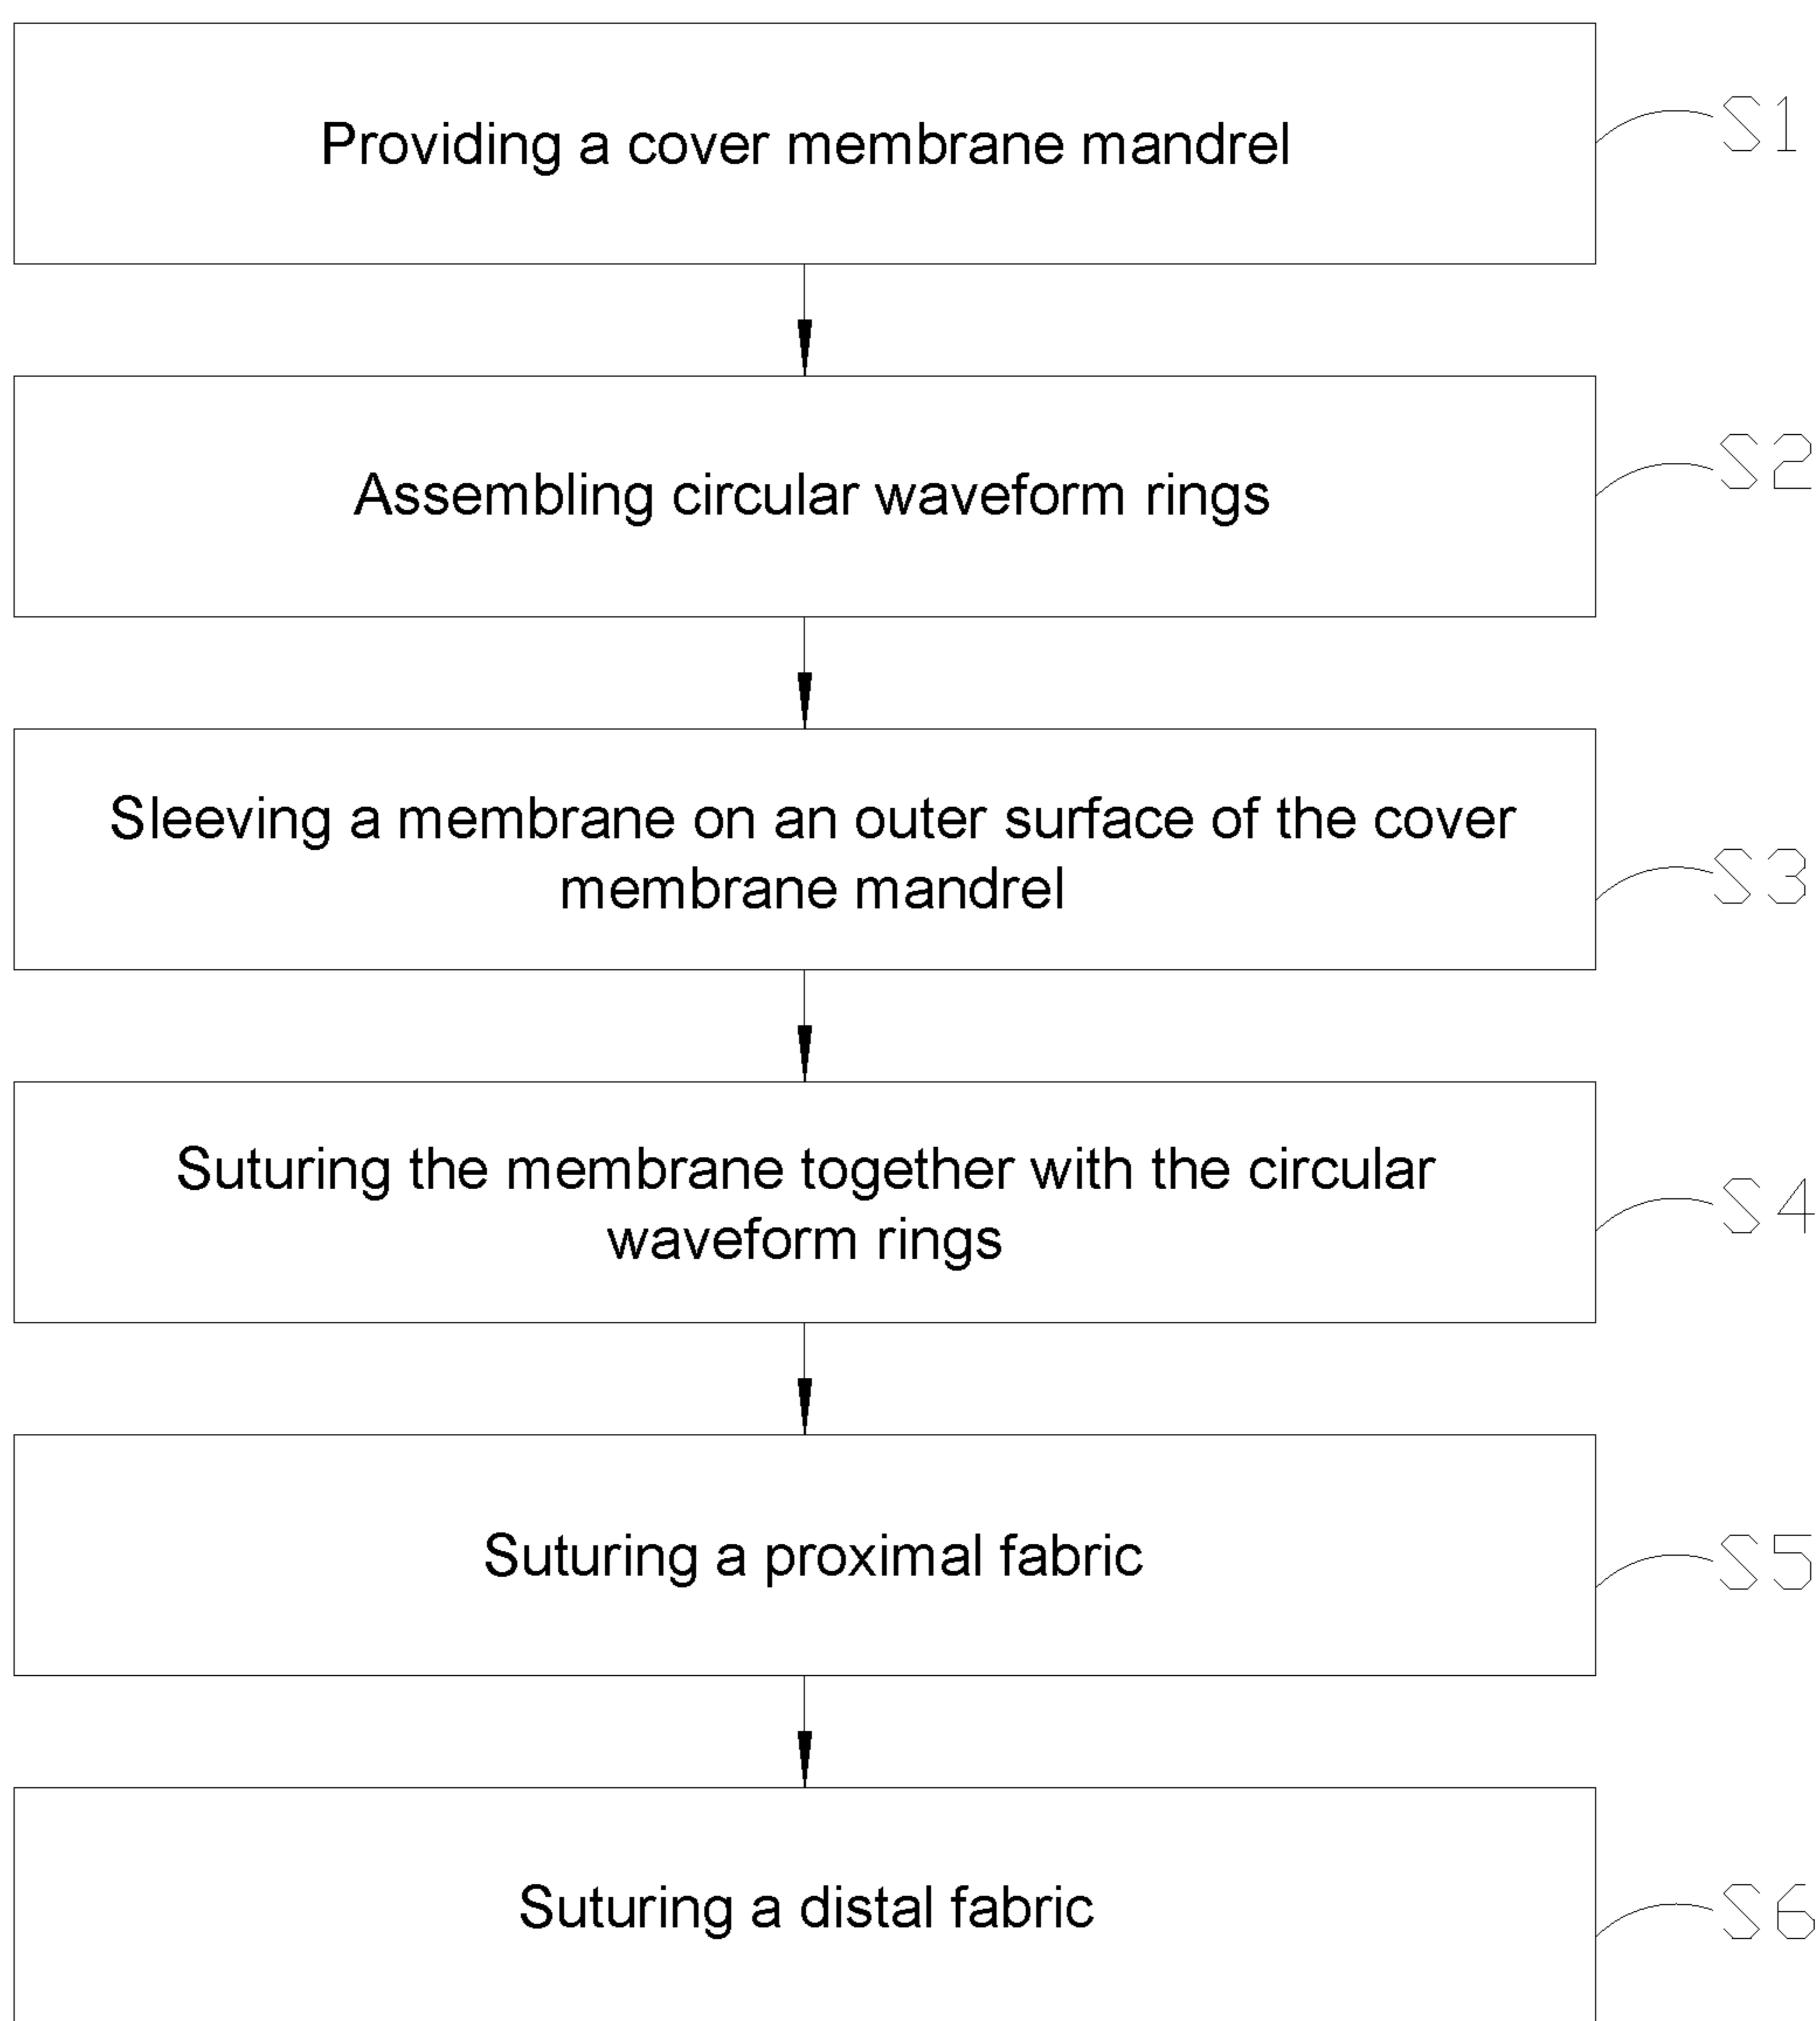 Providing a cover membrane mandrel
S1
Assembling circular waveform rings
S2
Sleeving a membrane on an outer surface of the cover
membrane mandrel
S3
Suturing the membrane together with the circular
waveform rings
S4
Suturing a proximal fabric
S5
Suturing a distal fabric
S6